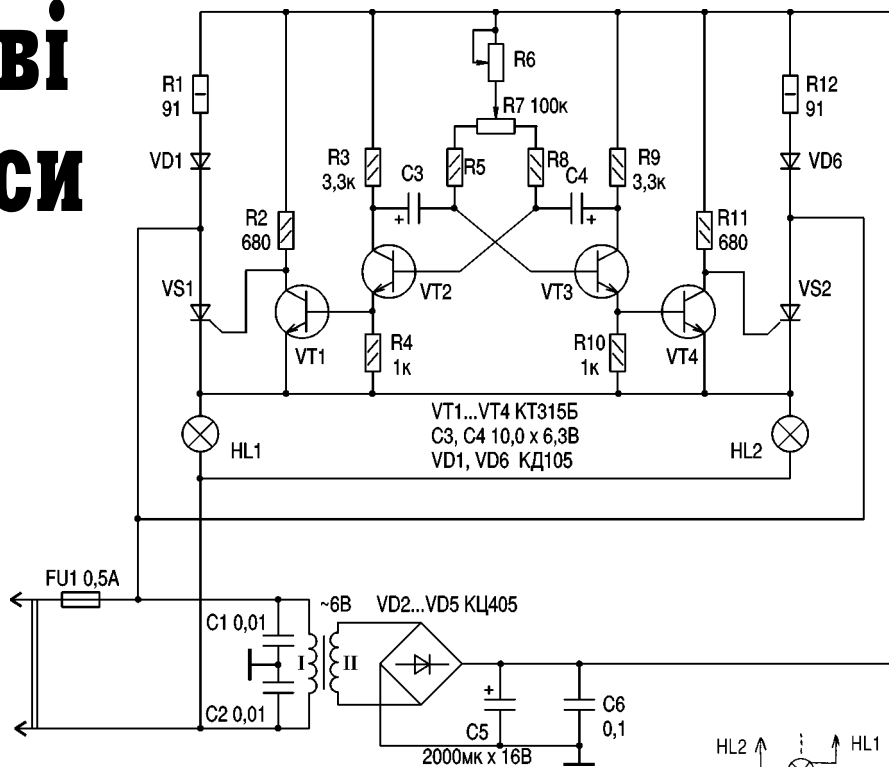 ві
си
R1
91
VD1
R2
680
VS1
VT1
R3
3,3к
C3
R5
R6
R7 100к
R8
C4
R9
3,3к
R11
680
R12
91
VD6
VS2
VT2
VT3
VT4
R4
1к
R10
1к
+
+
HL1
HL2
VT1...VT4 КТ315Б
C3, C4 10,0 x 6,3В
VD1, VD6 КД105
FU1 0,5A
C1 0,01
C2 0,01
~6В
I
II
VD2...VD5 КЦ405
+
C5
2000мк x 16В
C6
0,1
HL2
HL1